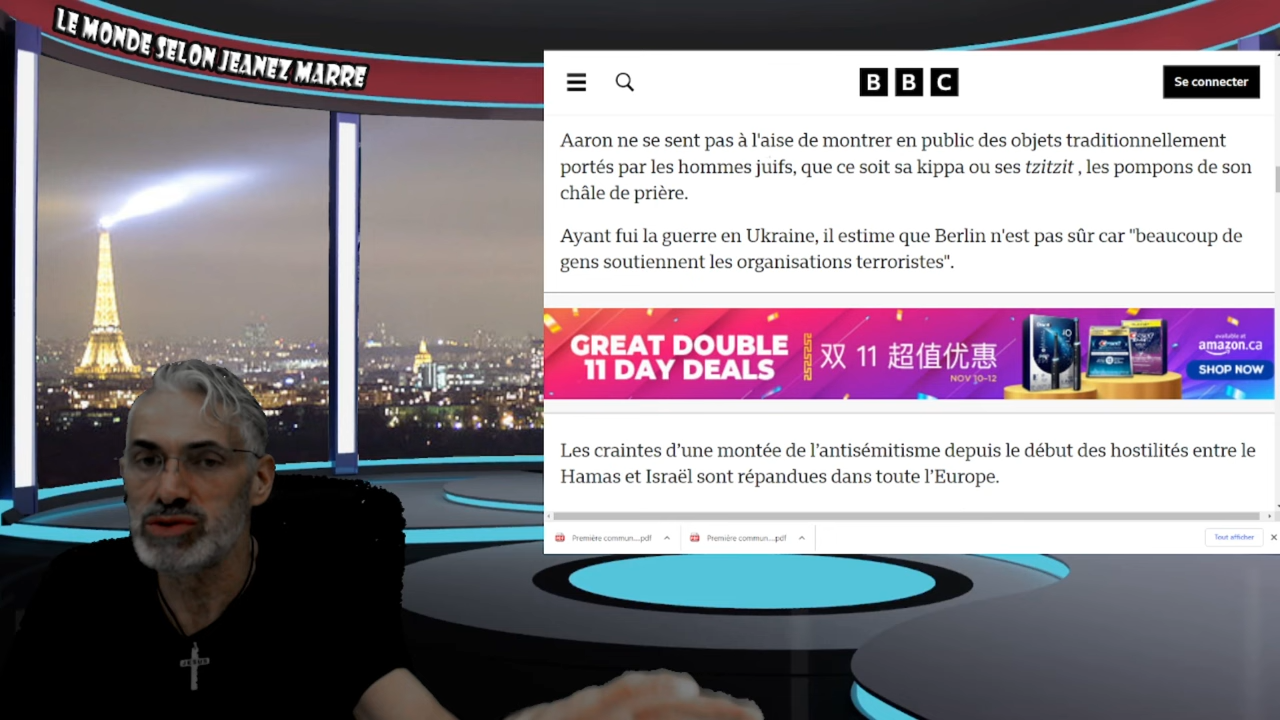 LE MONDE SELON JEANEZ MARRE
BBC
Se connecter
Aaron ne se sent pas à l'aise de montrer en public des objets traditionnellement
portés par les hommes juifs, que ce soit sa kippa ou ses tzitzit , les pompons de son
châle de prière.
Ayant fui la guerre en Ukraine, il estime que Berlin n'est pas sûr car "beaucoup de
gens soutiennent les organisations terroristes".
GREAT DOUBLE
11 DAY DEALS
双 11 超值优惠
NOV 10-12
available at
amazon.ca
SHOP NOW
Les craintes d’une montée de l’antisémitisme depuis le début des hostilités entre le
Hamas et Israël sont répandues dans toute l’Europe.
Première commun....pdf
Première commun....pdf
Tout afficher
JESUS